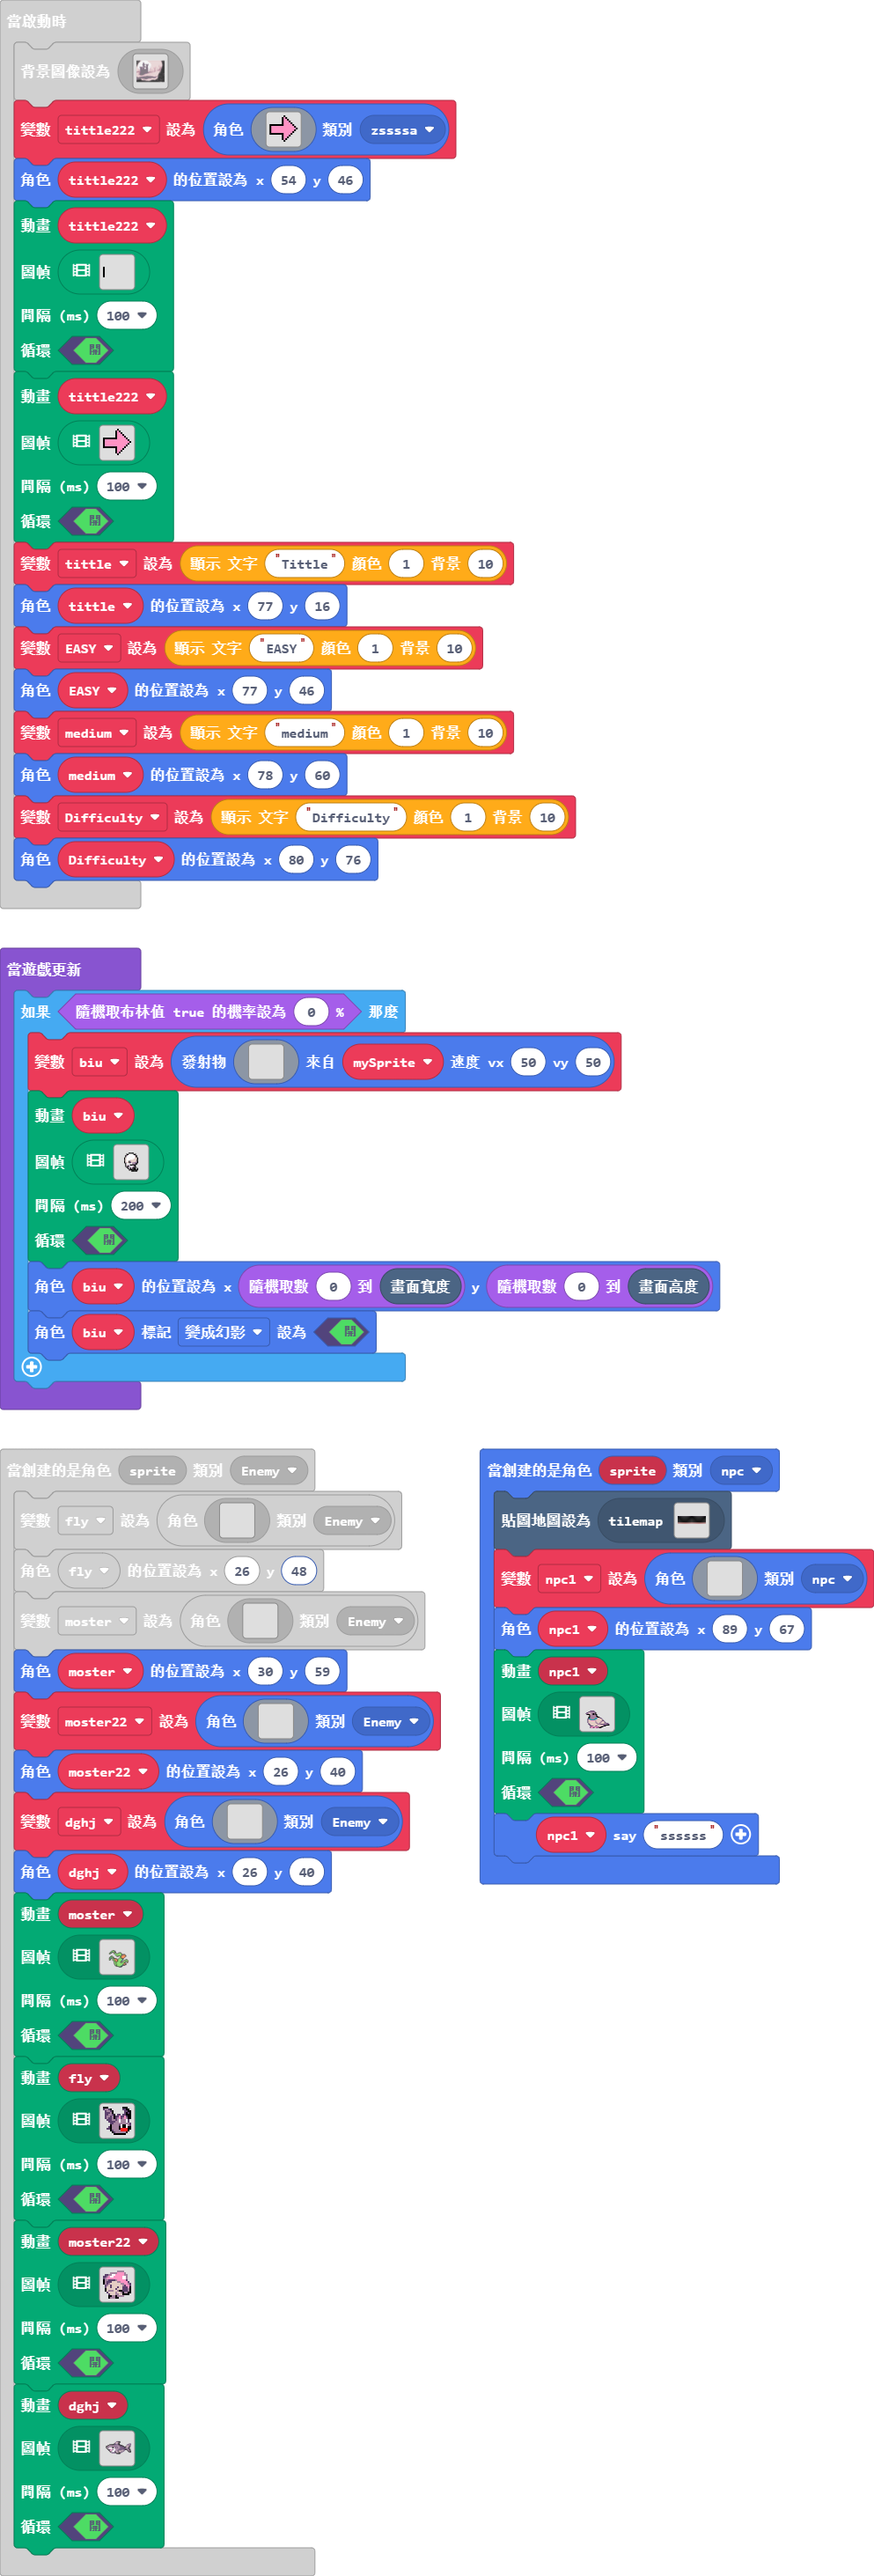 當啟動時
背景圖像設為
變數 tittle222 設為 角色 類別 zssssa
角色 tittle222 的位置設為 x 54 y 46
動畫 tittle222
圖幀
間隔 (ms) 100
循環 開
動畫 tittle222
圖幀
間隔 (ms) 100
循環 開
變數 tittle 設為 顯示 文字 "Tittle" 顏色 1 背景 10
角色 tittle 的位置設為 x 77 y 16
變數 EASY 設為 顯示 文字 "EASY" 顏色 1 背景 10
角色 EASY 的位置設為 x 77 y 46
變數 medium 設為 顯示 文字 "medium" 顏色 1 背景 10
角色 medium 的位置設為 x 78 y 60
變數 Difficulty 設為 顯示 文字 "Difficulty" 顏色 1 背景 10
角色 Difficulty 的位置設為 x 80 y 76
當遊戲更新
如果 隨機取布林值 true 的機率設為 0 % 那麼
變數 biu 設為 發射物 來自 mySprite 速度 vx 50 vy 50
動畫 biu
圖幀
間隔 (ms) 200
循環 開
角色 biu 的位置設為 x 隨機取數 0 到 畫面寬度 y 隨機取數 0 到 畫面高度
角色 biu 標記 變成幻影 設為 開
當創建的是角色 sprite 類別 Enemy
變數 fly 設為 角色 類別 Enemy
角色 fly 的位置設為 x 26 y 48
變數 moster 設為 角色 類別 Enemy
角色 moster 的位置設為 x 30 y 59
變數 moster22 設為 角色 類別 Enemy
角色 moster22 的位置設為 x 26 y 40
變數 dghj 設為 角色 類別 Enemy
角色 dghj 的位置設為 x 26 y 40
動畫 moster
圖幀
間隔 (ms) 100
循環 開
動畫 fly
圖幀
間隔 (ms) 100
循環 開
動畫 moster22
圖幀
間隔 (ms) 100
循環 開
動畫 dghj
圖幀
間隔 (ms) 100
循環 開
當創建的是角色 sprite 類別 npc
貼圖地圖設為 tilemap
變數 npc1 設為 角色 類別 npc
角色 npc1 的位置設為 x 89 y 67
動畫 npc1
圖幀
間隔 (ms) 100
循環 開
npc1 say "ssssss"